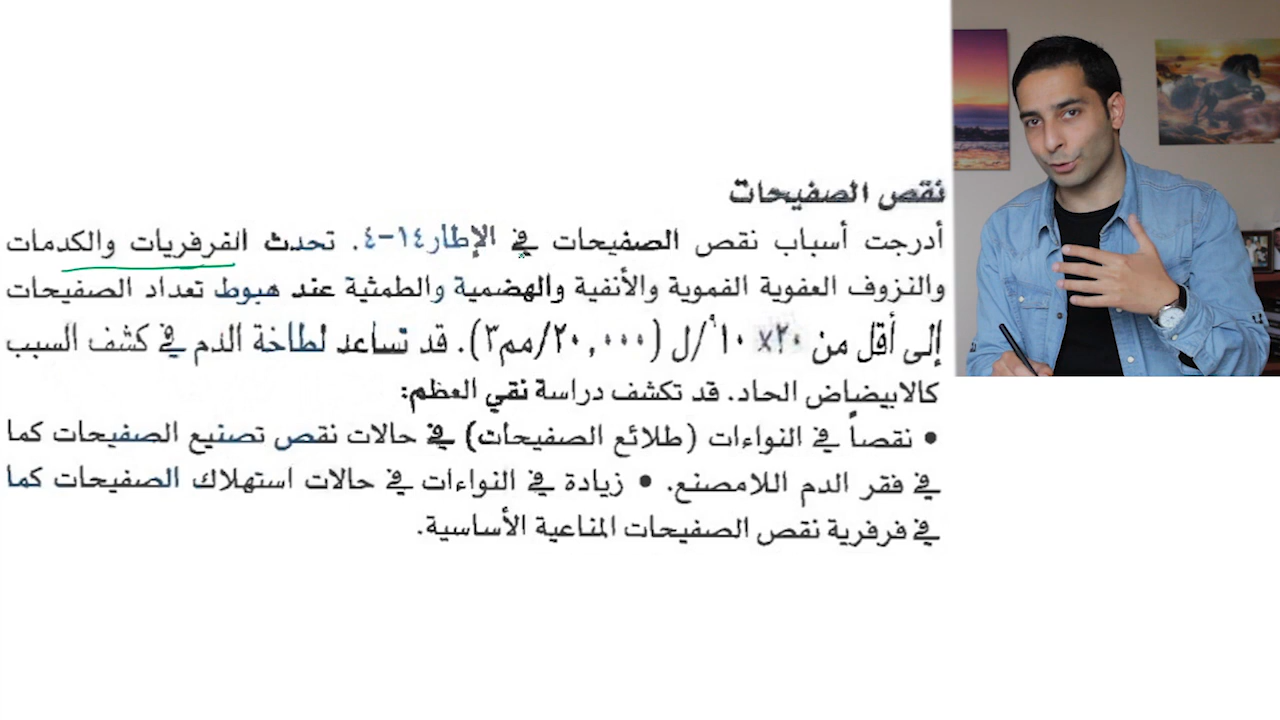 نقص الصفيحات
أدرجت أسباب نقص الصفيحات في الإطار١٤-٤. تحدث الفرفريات والكدمات
والنزوف العفوية الفموية والأنفية والهضمية والطمثية عند هبوط تعداد الصفيحات
إلى أقل من ٢٠x ١٠⁹/ل (٢٠,٠٠٠/مم٣). قد تساعد لطاخة الدم في كشف السبب
كالابيضاض الحاد. قد تكشف دراسة نقي العظم:
• نقصاً في النواءات (طلائع الصفيحات) في حالات نقص تصنيع الصفيحات كما
في فقر الدم اللامصنع. • زيادة في النواءات في حالات استهلاك الصفيحات كما
في فرفرية نقص الصفيحات المناعية الأساسية.